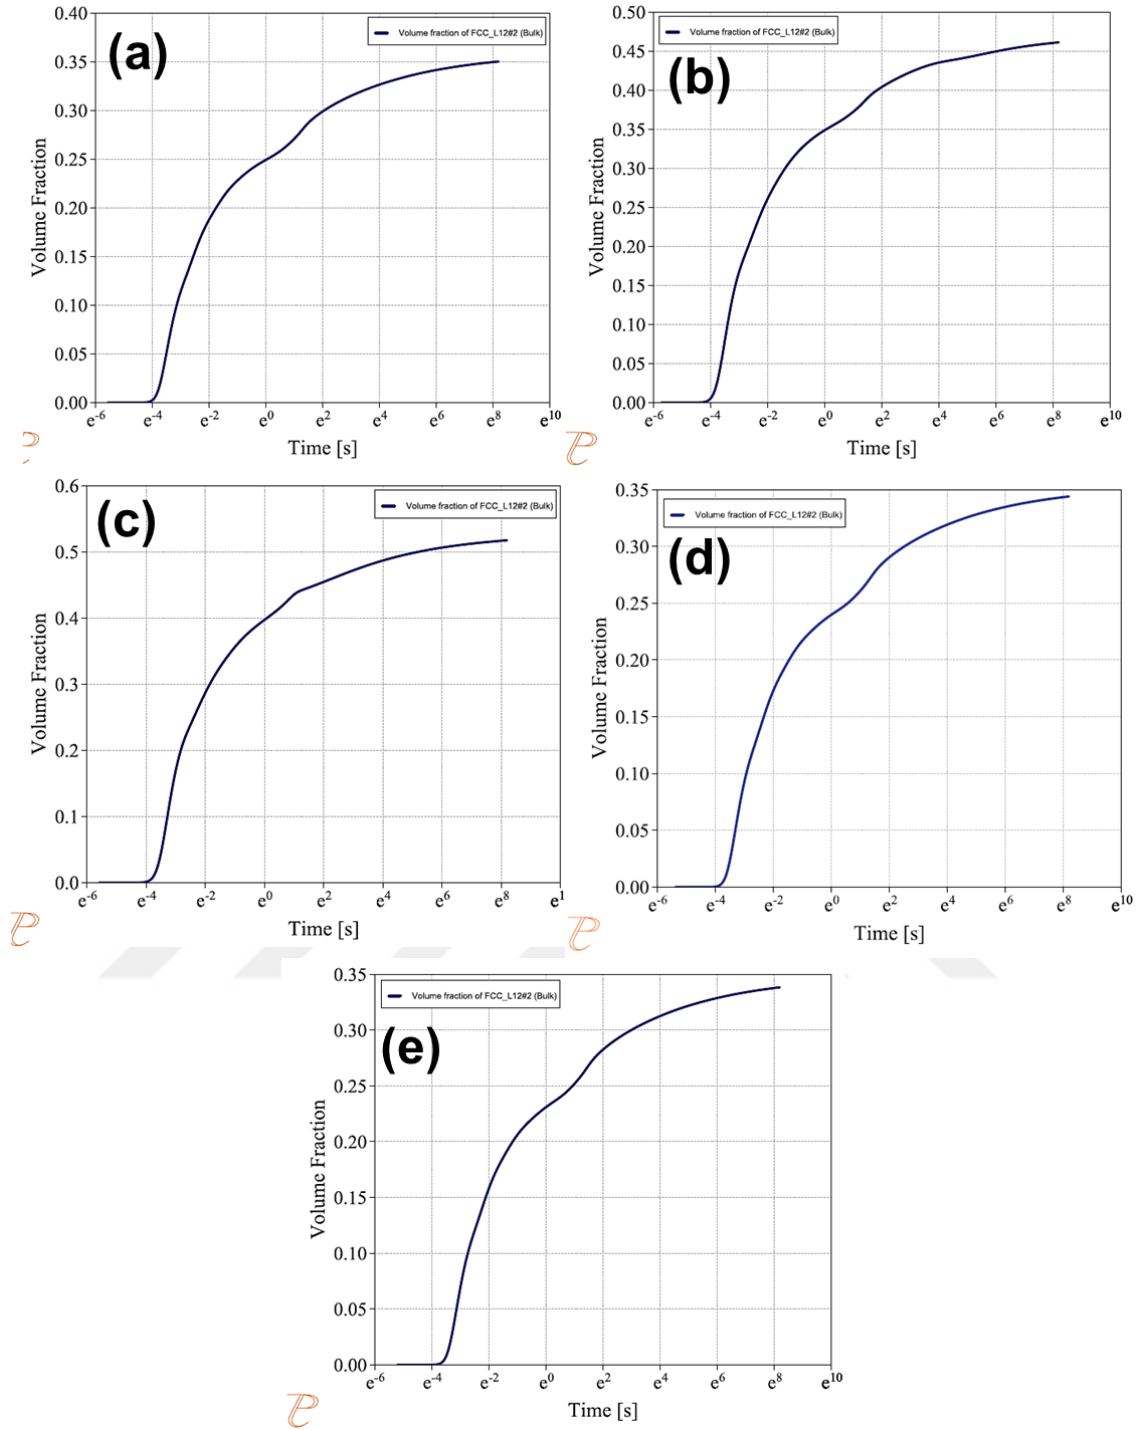 (a)
Volume fraction of FCC_L12#2 (Bulk)
0.40
0.35
0.30
0.25
0.20
0.15
0.10
0.05
0.00
Volume Fraction
e-6 e-4 e-2 e0 e2 e4 e6 e8 e10
Time [s]
(b)
Volume fraction of FCC_L12#2 (Bulk)
0.50
0.45
0.40
0.35
0.30
0.25
0.20
0.15
0.10
0.05
0.00
Volume Fraction
e-6 e-4 e-2 e0 e2 e4 e6 e8 e10
Time [s]
(c)
Volume fraction of FCC_L12#2 (Bulk)
0.6
0.5
0.4
0.3
0.2
0.1
0.0
Volume Fraction
e-6 e-4 e-2 e0 e2 e4 e6 e8 e1
Time [s]
(d)
Volume fraction of FCC_L12#2 (Bulk)
0.35
0.30
0.25
0.20
0.15
0.10
0.05
0.00
Volume Fraction
e-6 e-4 e-2 e0 e2 e4 e6 e8 e10
Time [s]
(e)
Volume fraction of FCC_L12#2 (Bulk)
0.35
0.30
0.25
0.20
0.15
0.10
0.05
0.00
Volume Fraction
e-6 e-4 e-2 e0 e2 e4 e6 e8 e10
Time [s]